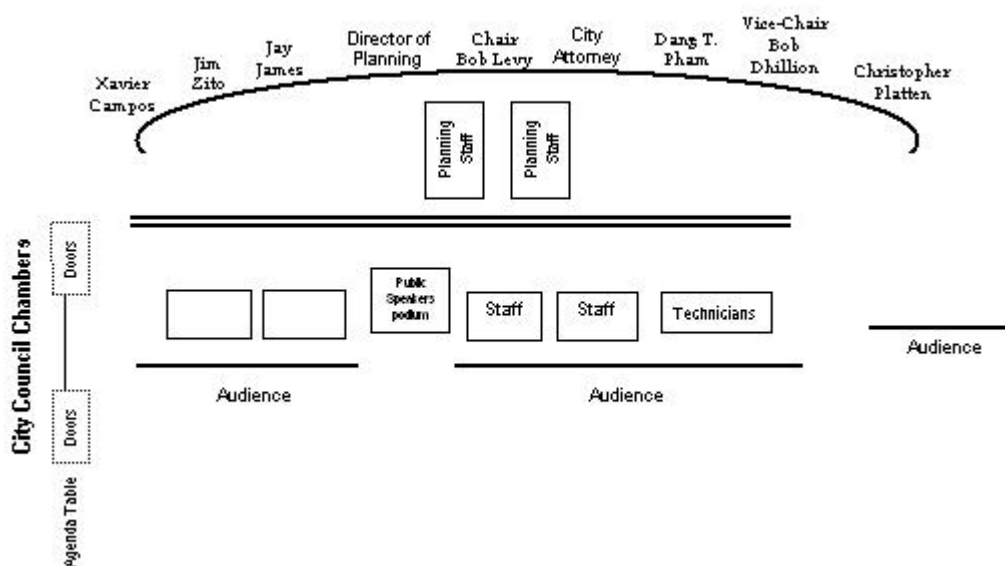 Xavier
Campos
Jim
Zito
Jay
James
Director of
Planning
Chair
Bob Levy
City
Attorney
Dang T.
Pham
Vice-Chair
Bob
Dhillion
Christopher
Platten
Planning
Staff
Planning
Staff
City Council Chambers
Doors
Doors
Agenda Table
Public
Speakers
podium
Staff
Staff
Technicians
Audience
Audience
Audience